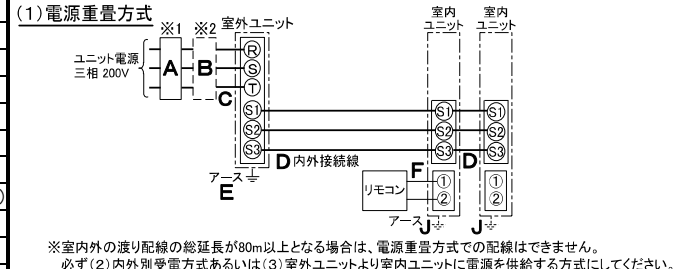 (1)電源重畳方式
※1 ※2 室外ユニット 室内ユニット 室内ユニット
ユニット電源
三相 200V
A B C
R
S
T
S1 S1 S1
S2 S2 S2
S3 S3 S3
D 内外接続線 D
アース
E
F
リモコン
① ①
② ②
アース J J
※室内外の渡り配線の総延長が80m以上となる場合は、電源重畳方式での配線はできません。
必ず(2)内外別受電方式あるいは(3)室外ユニットより室内ユニットに電源を供給する方式にしてください。